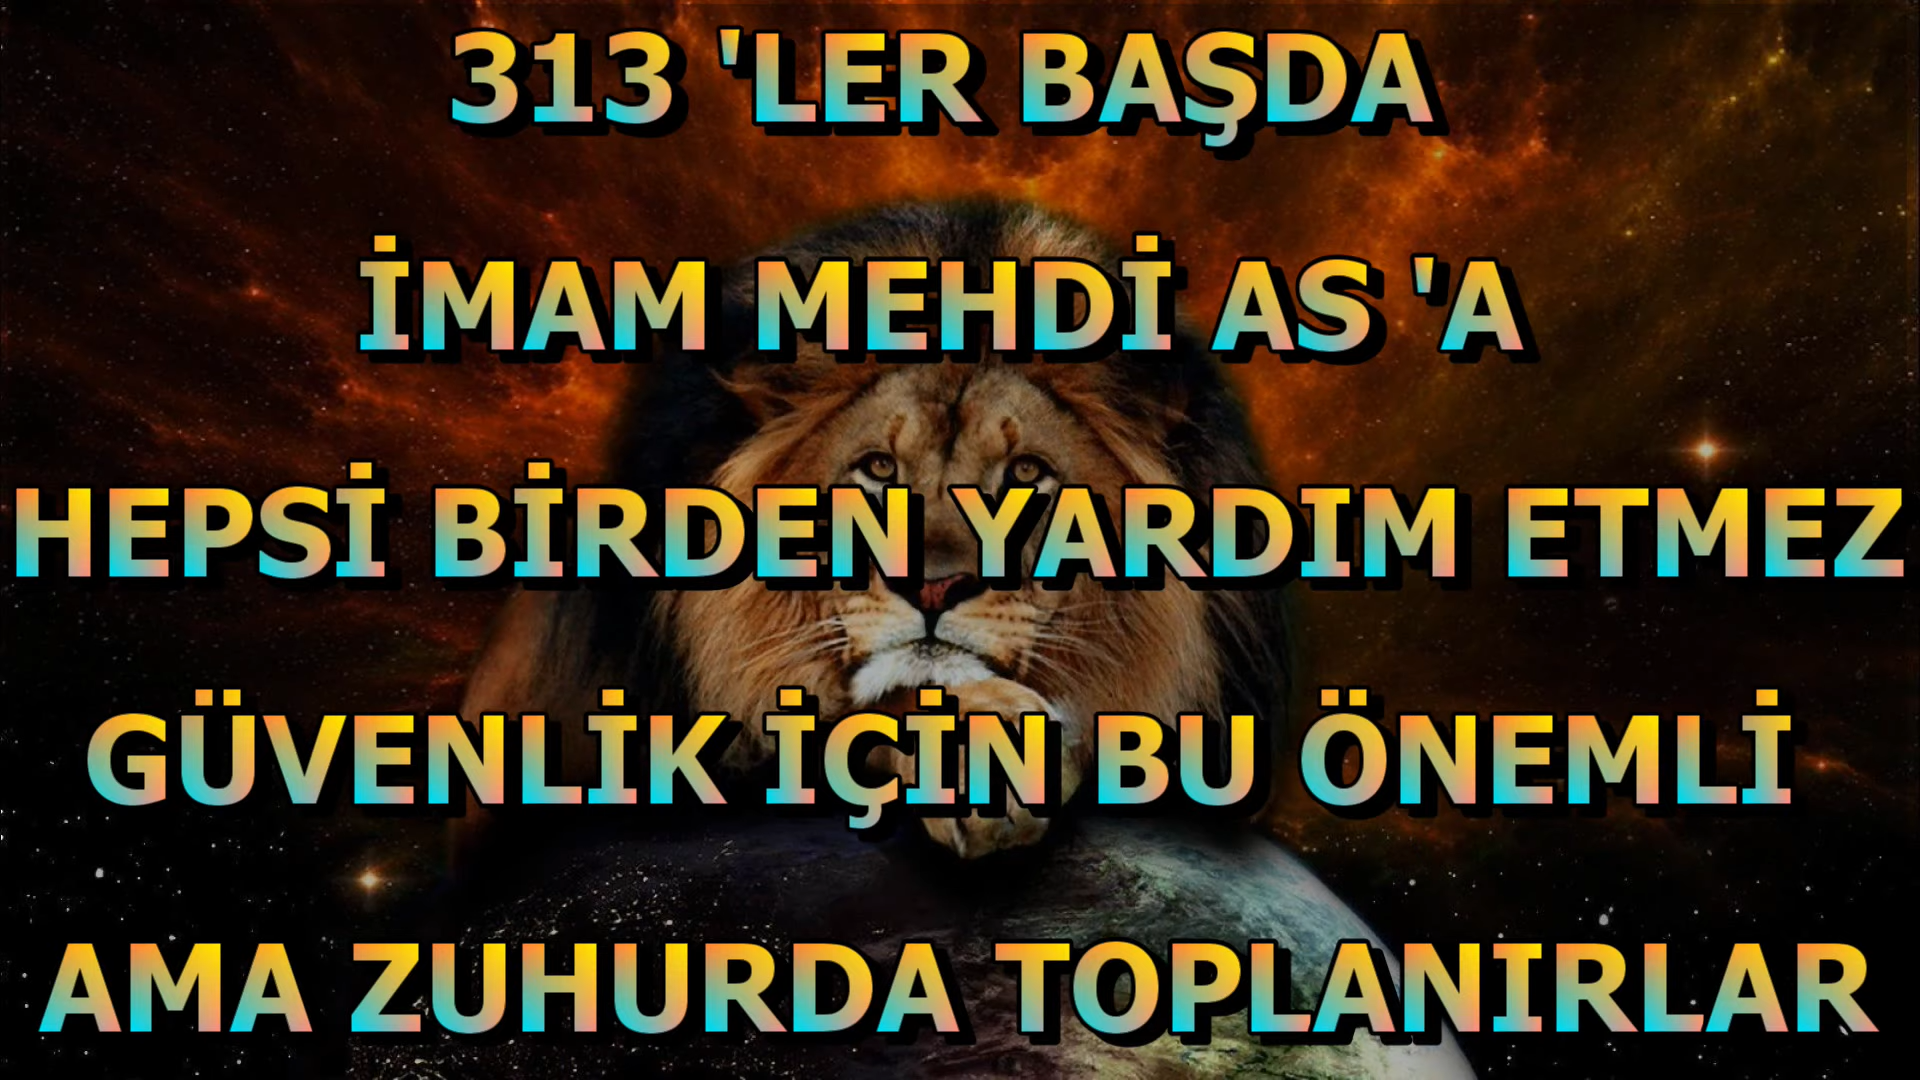 313 'LER BAŞDA
İMAM MEHDİ AS 'A
HEPSİ BİRDEN YARDIM ETMEZ
GÜVENLİK İÇİN BU ÖNEMLİ
AMA ZUHURDA TOPLANIRLAR